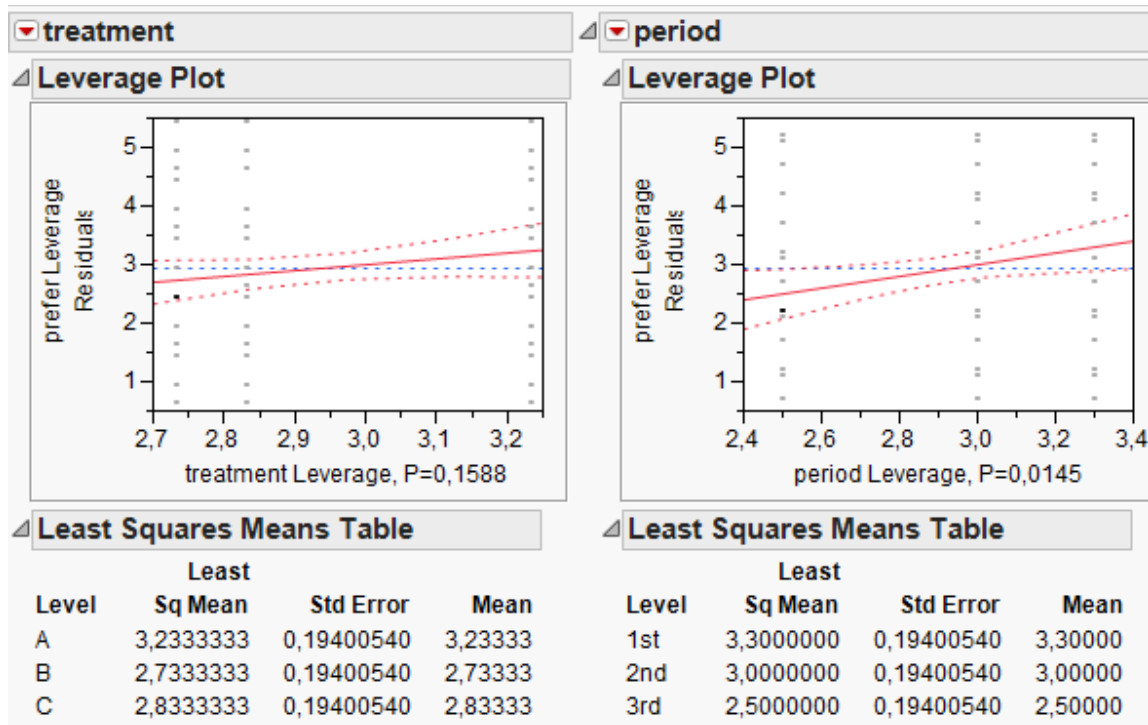 treatment
Leverage Plot
prefer Leverage
Residuals
5
4
3
2
1
2,7 2,8 2,9 3,0 3,1 3,2
treatment Leverage, P=0,1588
Least Squares Means Table
Least
Level Sq Mean Std Error Mean
A 3,2333333 0,19400540 3,23333
B 2,7333333 0,19400540 2,73333
C 2,8333333 0,19400540 2,83333
period
Leverage Plot
prefer Leverage
Residuals
5
4
3
2
1
2,4 2,6 2,8 3,0 3,2 3,4
period Leverage, P=0,0145
Least Squares Means Table
Least
Level Sq Mean Std Error Mean
1st 3,3000000 0,19400540 3,30000
2nd 3,0000000 0,19400540 3,00000
3rd 2,5000000 0,19400540 2,50000